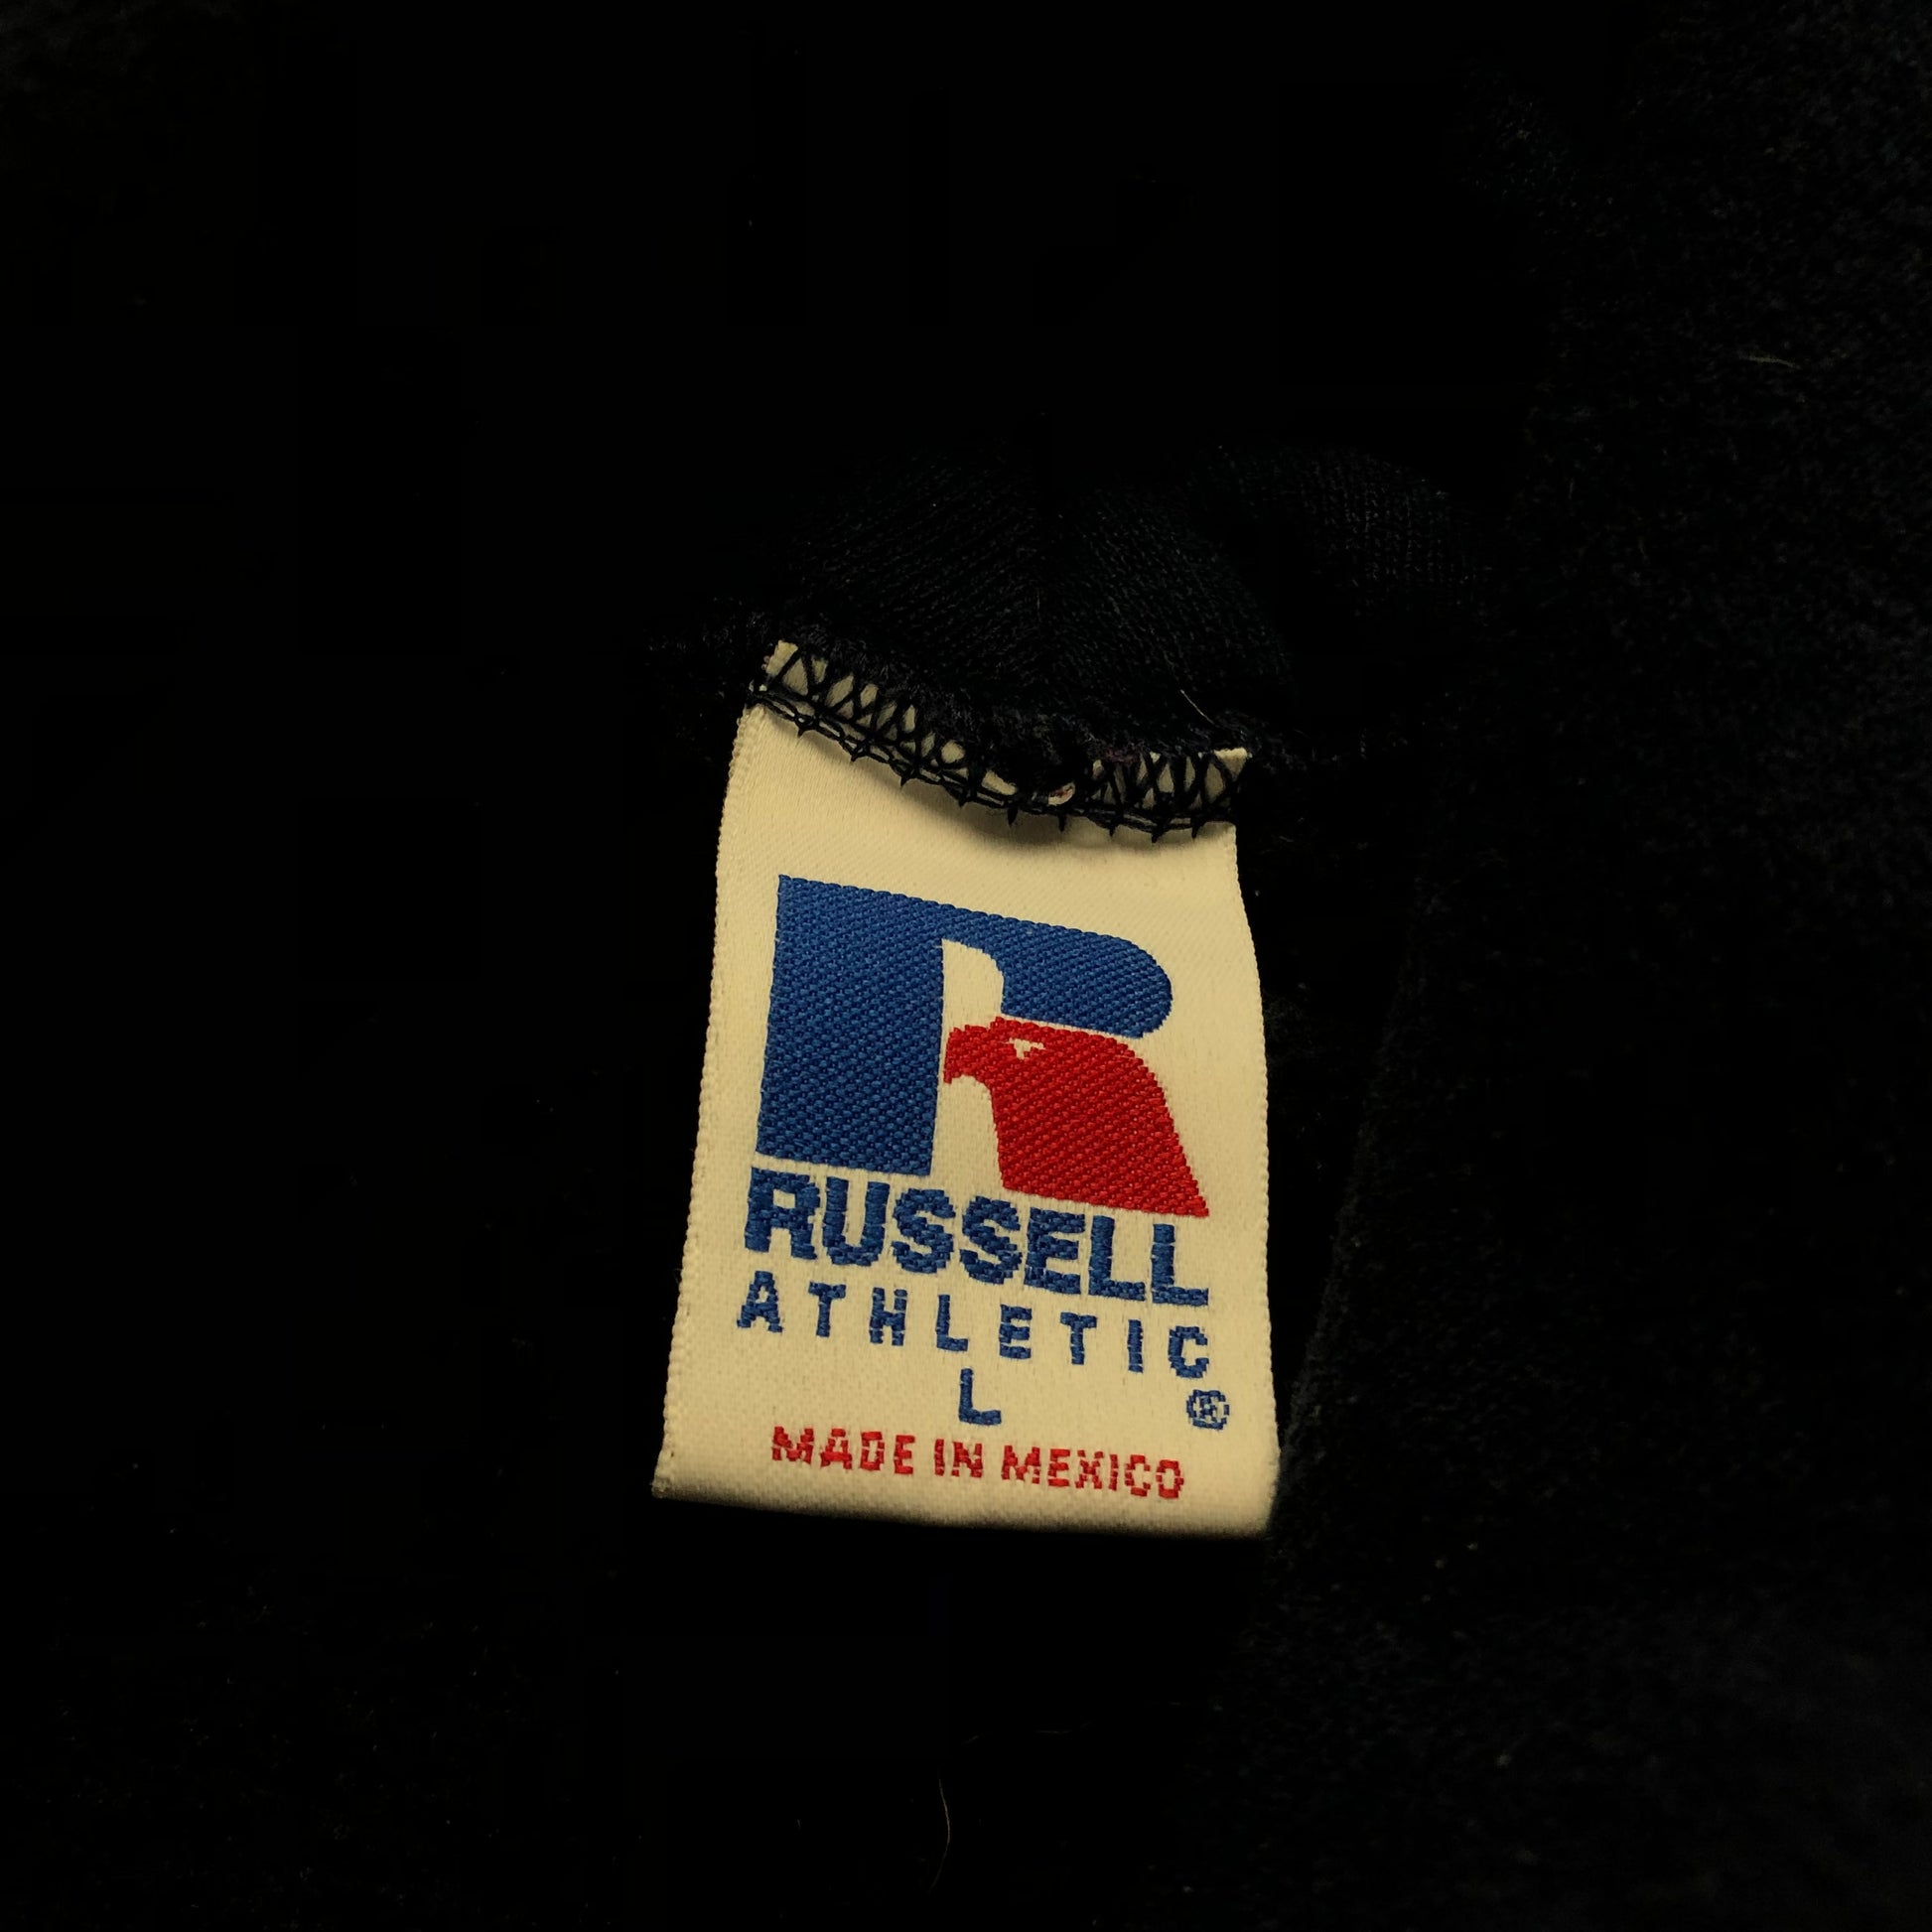 RUSSELL
ATHLETIC
L
®
MADE IN MEXICO